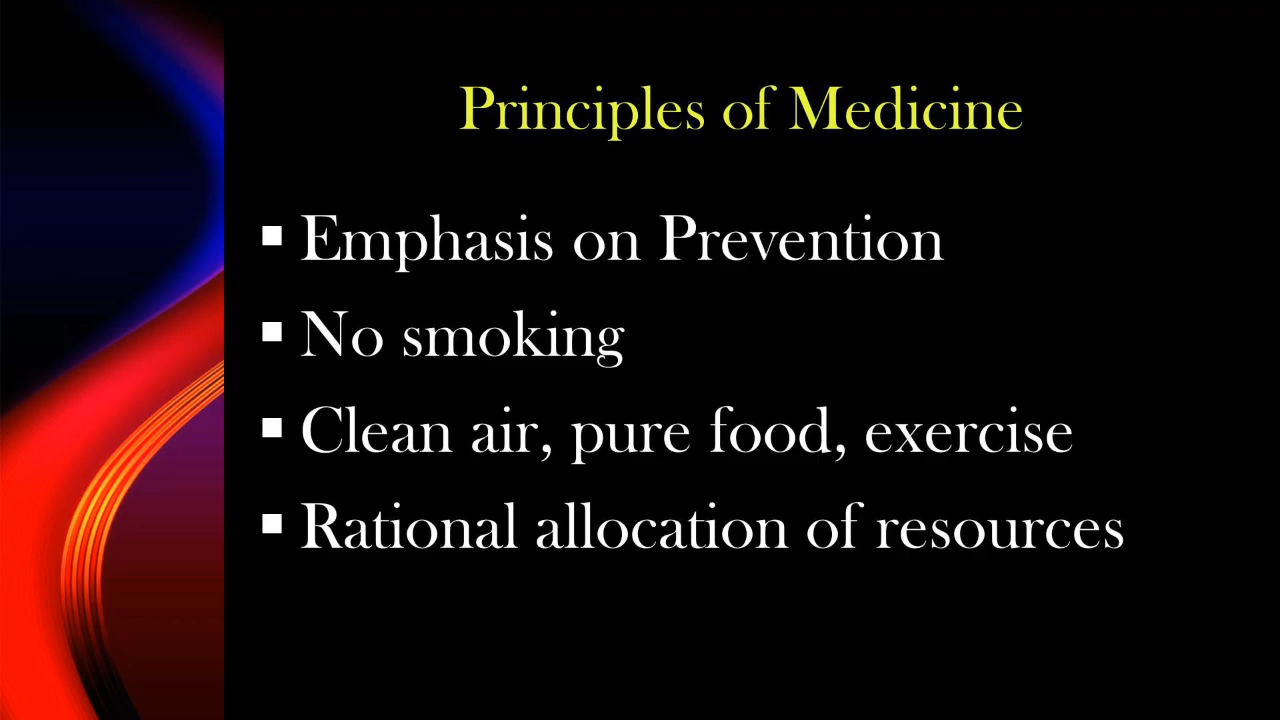 Principles of Medicine
▪ Emphasis on Prevention
▪ No smoking
▪ Clean air, pure food, exercise
▪ Rational allocation of resources